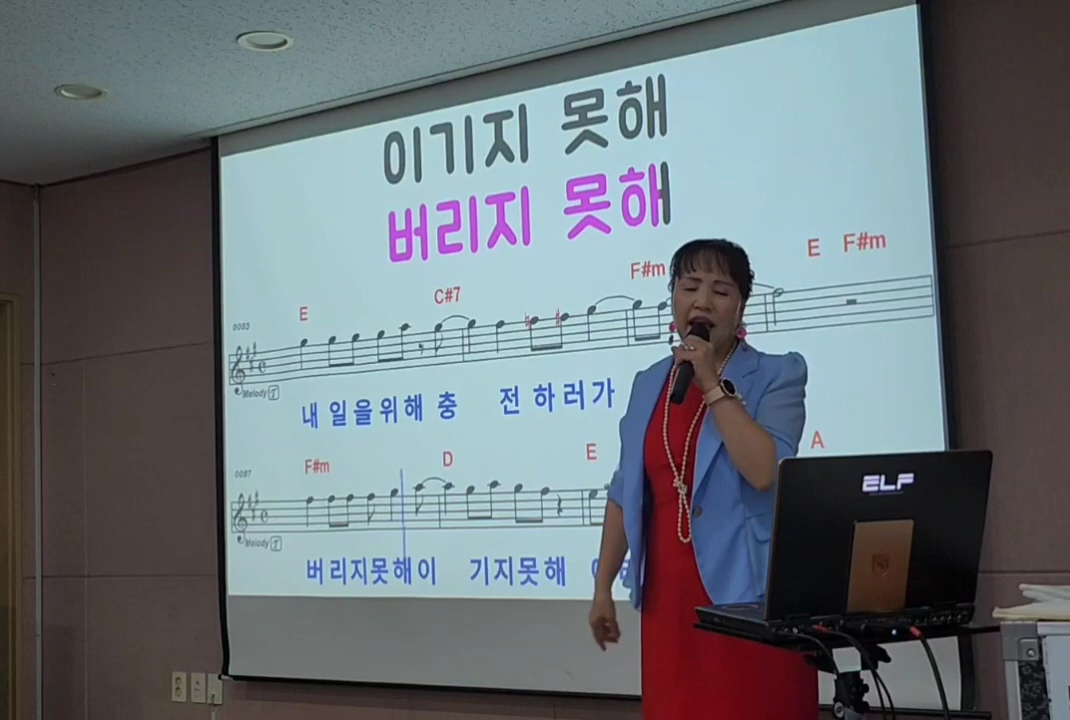 이기지 못해
버리지 못해
E C#7 F#m E F#m
0083
Melody
내 일을위해 충 전 하러가
F#m D E A
0087
Melody
버리지못해이 기지못해
ELF